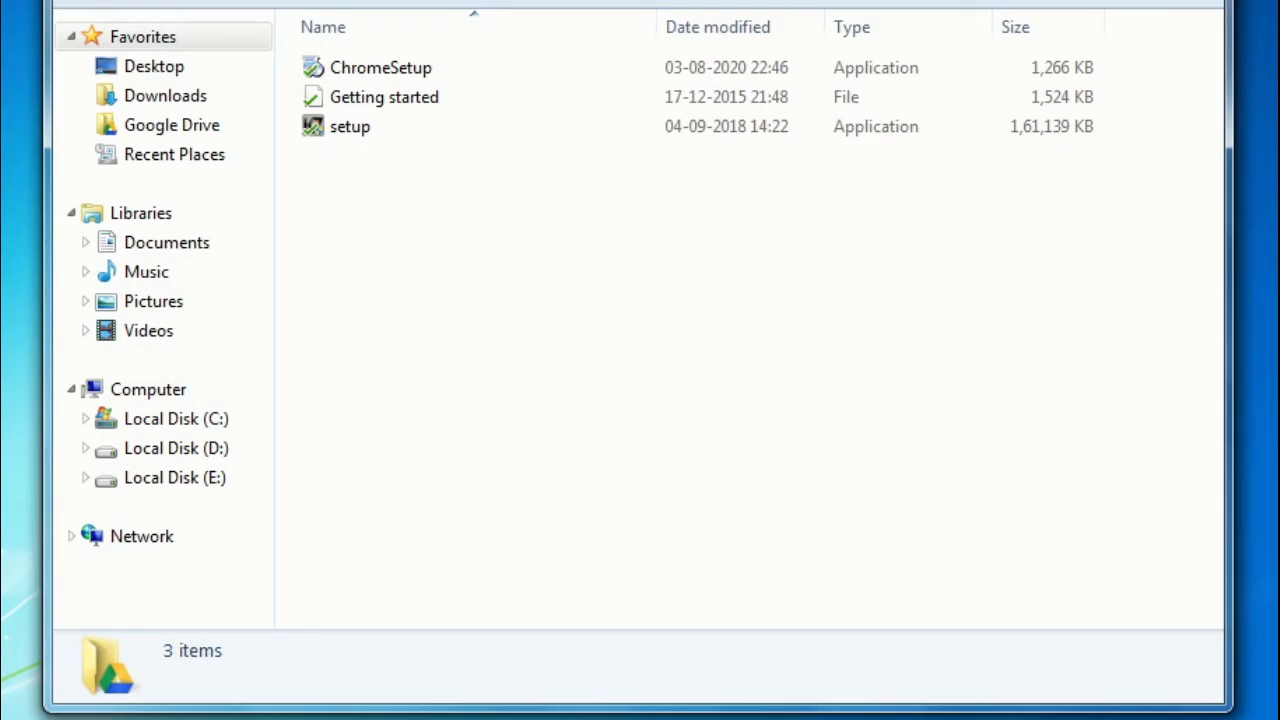 Favorites
Desktop
Downloads
Google Drive
Recent Places
Libraries
Documents
Music
Pictures
Videos
Computer
Local Disk (C:)
Local Disk (D:)
Local Disk (E:)
Network
Name Date modified Type Size
ChromeSetup 03-08-2020 22:46 Application 1,266 KB
Getting started 17-12-2015 21:48 File 1,524 KB
setup 04-09-2018 14:22 Application 1,61,139 KB
3 items